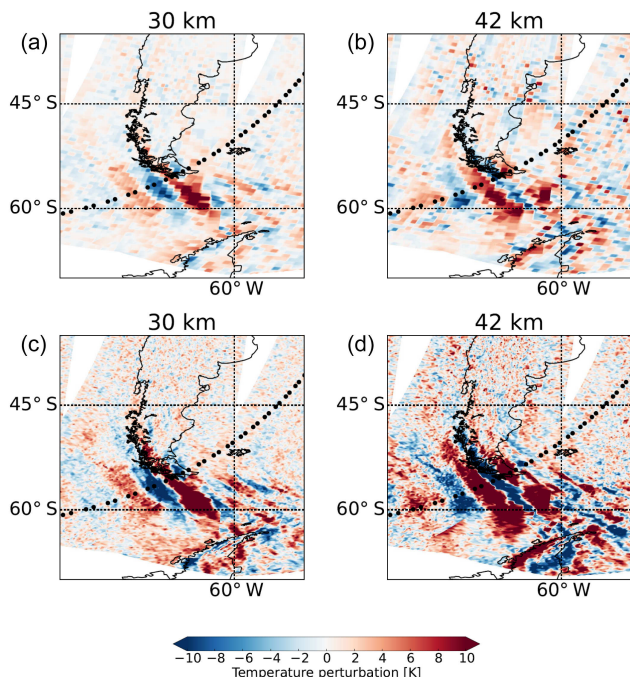 30 km
42 km
(a)
(b)
45° S
45° S
60° S
60° S
60° W
60° W
30 km
42 km
(c)
(d)
45° S
45° S
60° S
60° S
60° W
60° W
−10 −8 −6 −4 −2 0 2 4 6 8 10
Temperature perturbation [K]